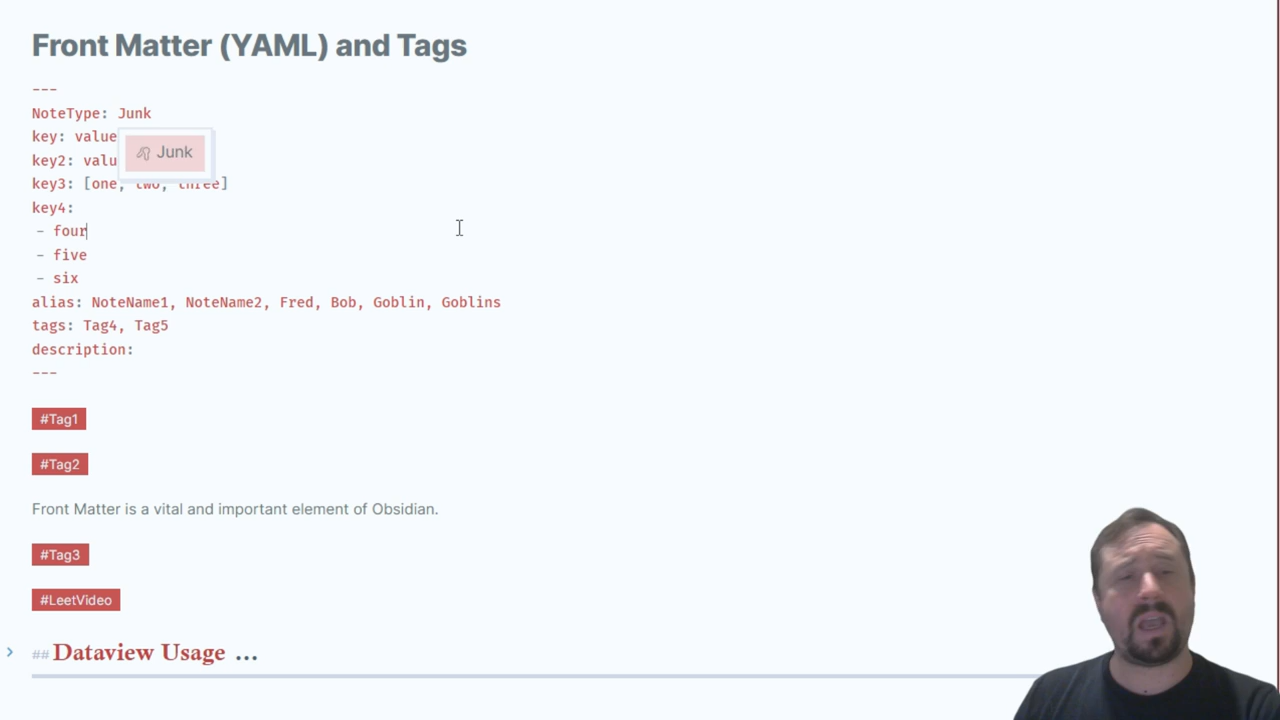 Front Matter (YAML) and Tags
---
NoteType: Junk
key: value
Junk
key2: valu
key3: [one, two, three]
key4:
- four
- five
- six
alias: NoteName1, NoteName2, Fred, Bob, Goblin, Goblins
tags: Tag4, Tag5
description:
---
#Tag1
#Tag2
Front Matter is a vital and important element of Obsidian.
#Tag3
#LeetVideo
## Dataview Usage ...